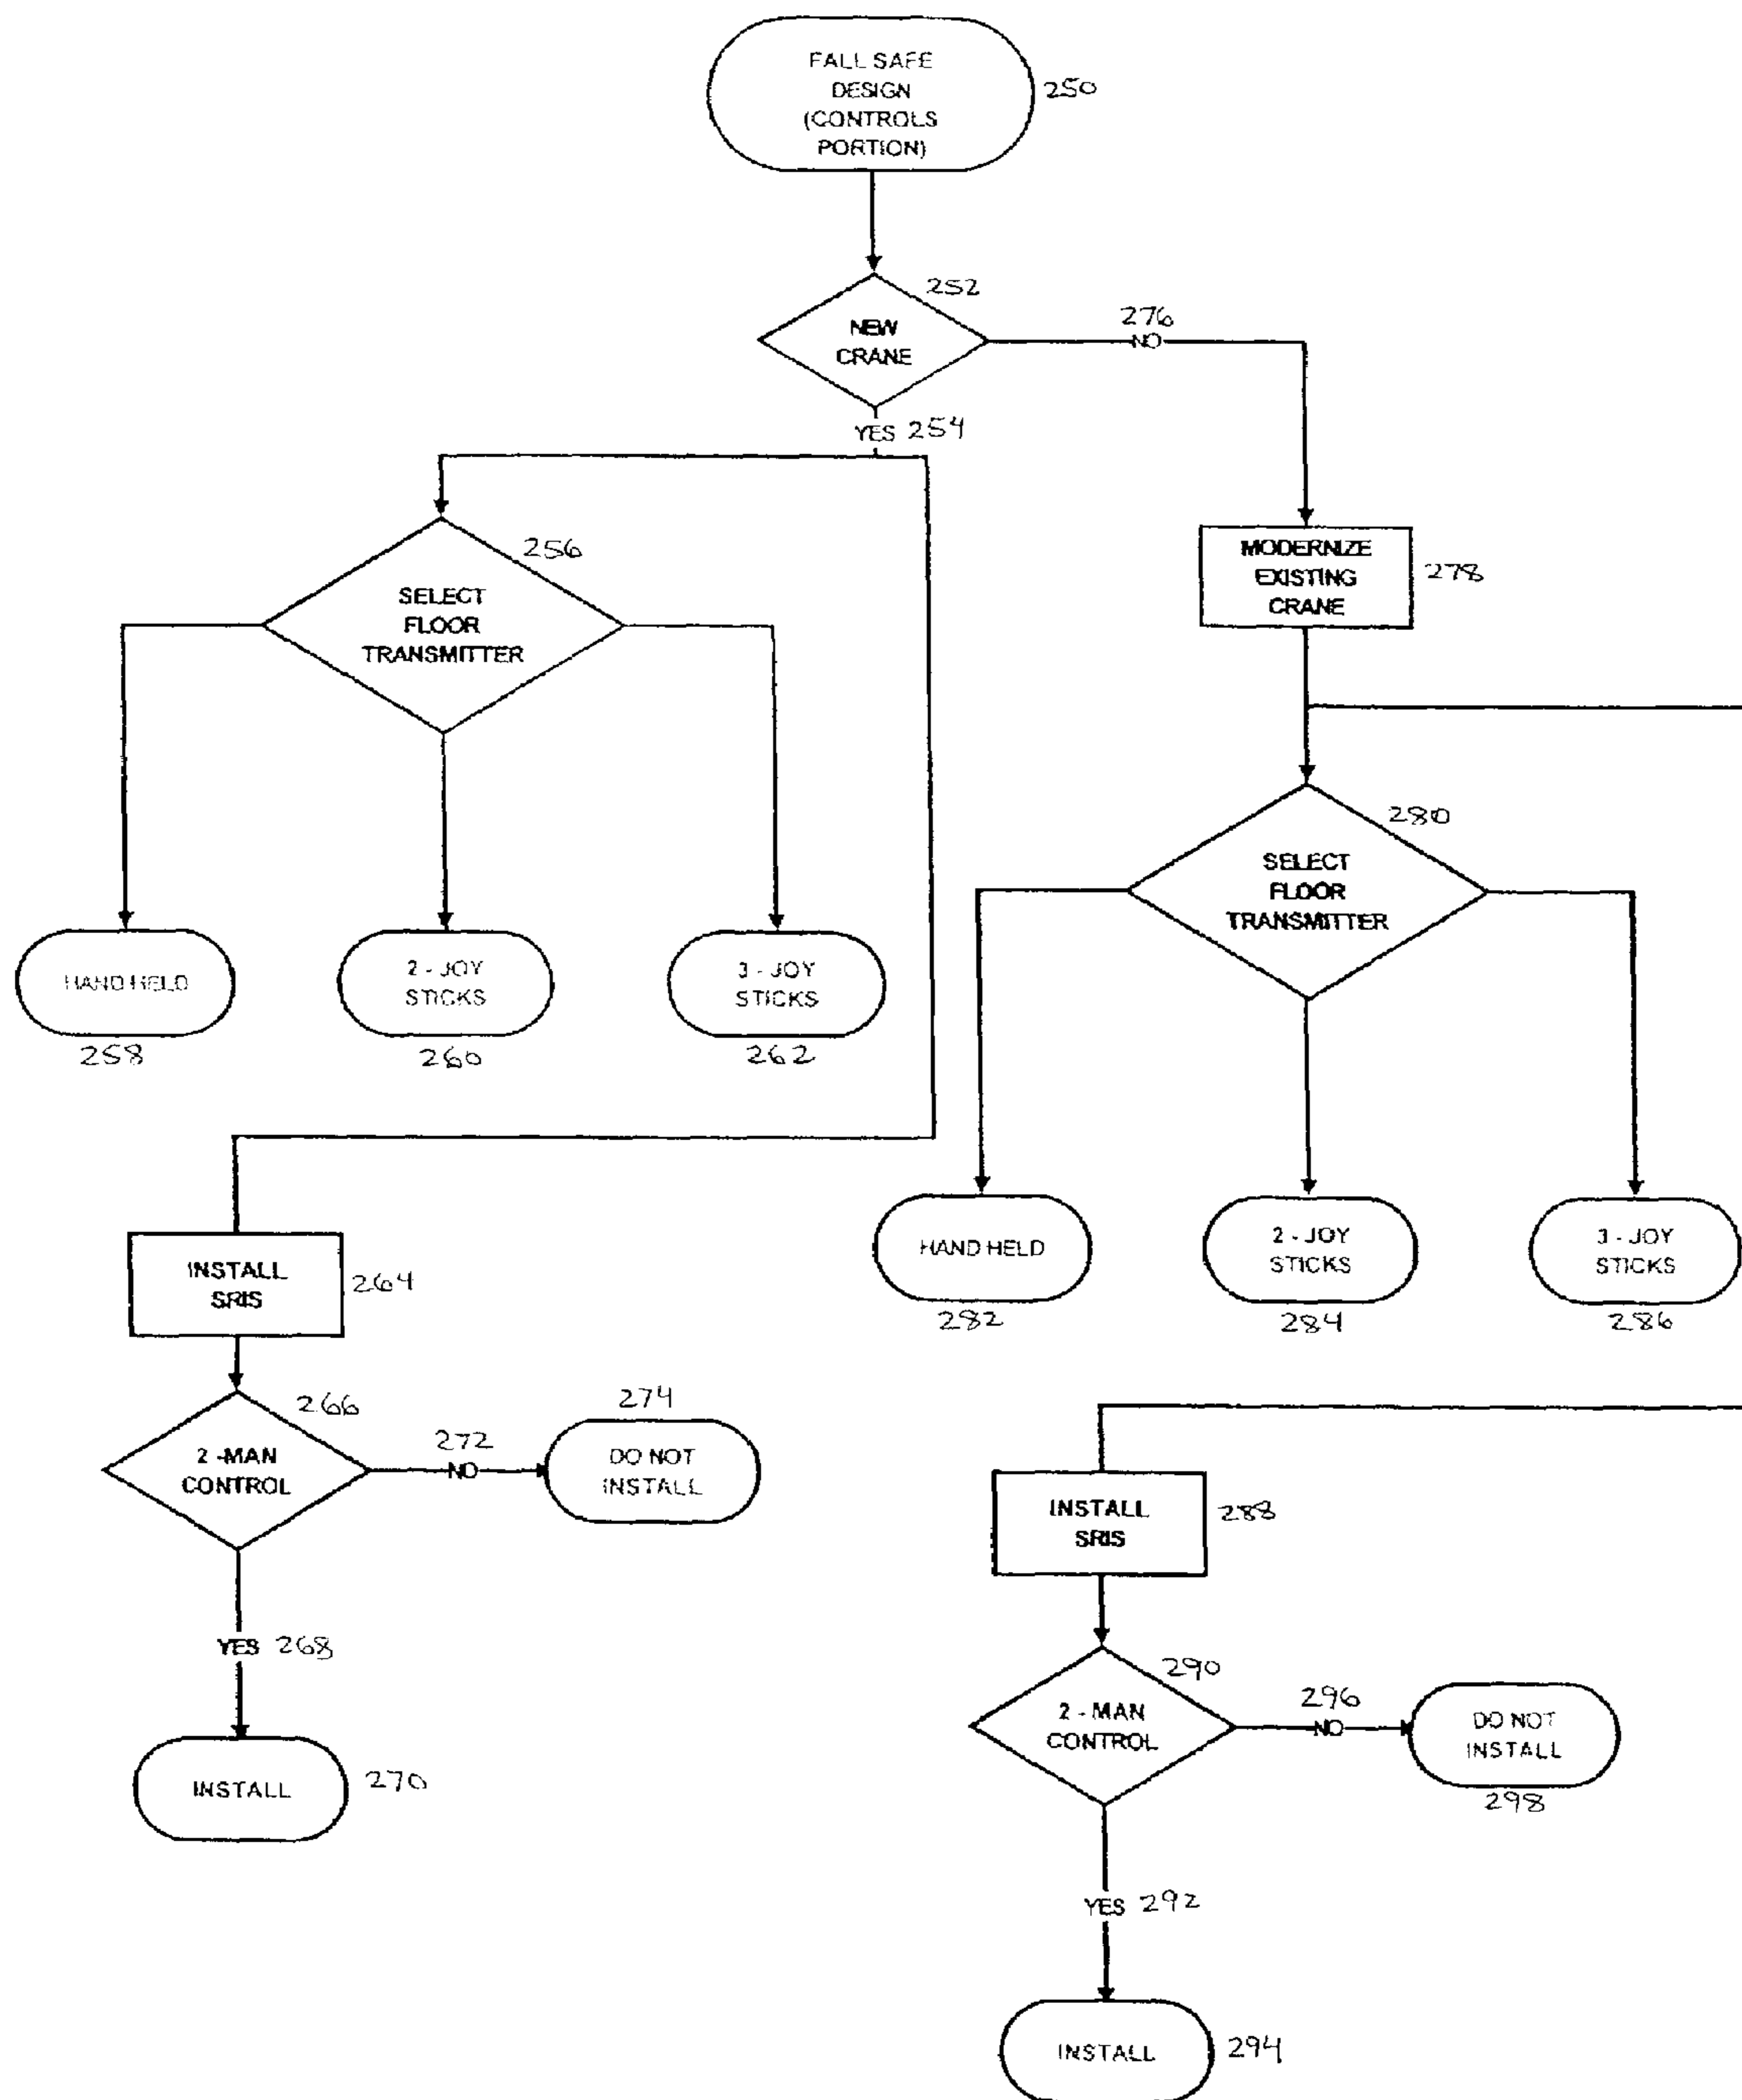 FALL SAFE
DESIGN
(CONTROLS
PORTION)
250
252
NEW
CRANE
276
NO
YES 254
256
SELECT
FLOOR
TRANSMITTER
MODERNIZE
EXISTING
CRANE
278
280
SELECT
FLOOR
TRANSMITTER
HAND HELD
258
2 - JOY
STICKS
260
3 - JOY
STICKS
262
HAND HELD
282
2 - JOY
STICKS
284
3 - JOY
STICKS
286
INSTALL
SRIS
264
266
2 -MAN
CONTROL
272
NO
274
DO NOT
INSTALL
YES 268
INSTALL
270
INSTALL
SRIS
288
290
2 - MAN
CONTROL
296
NO
DO NOT
INSTALL
298
YES 292
INSTALL
294